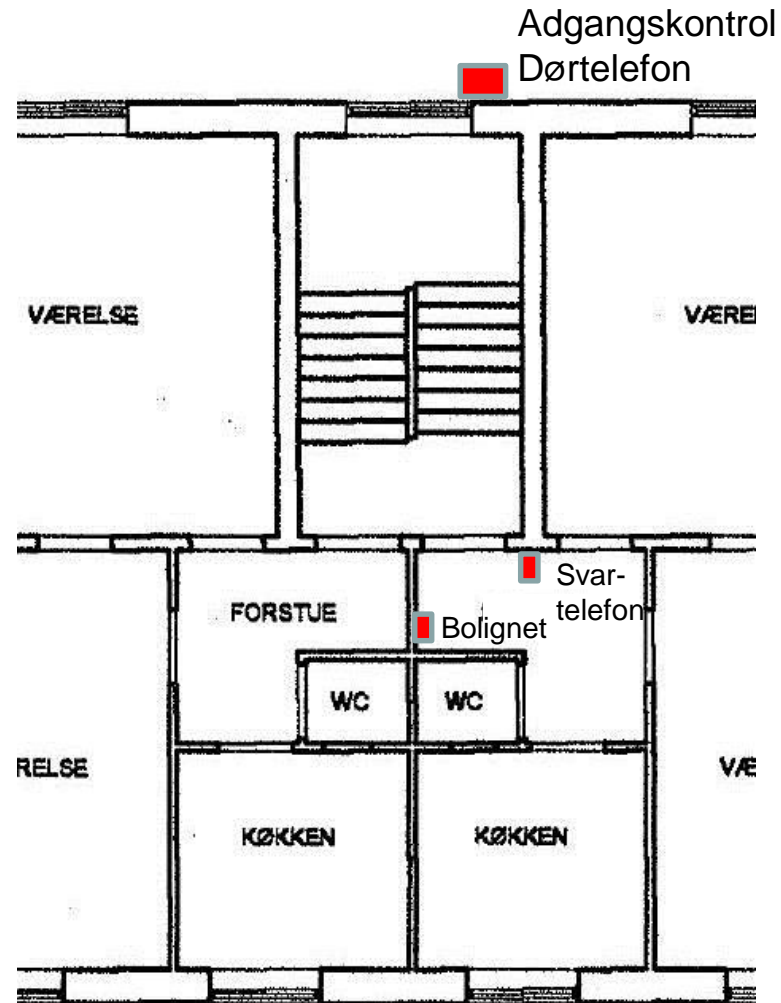 Adgangskontrol
Dørtelefon
VÆRELSE
VÆRE
Svar-
telefon
FORSTUE
Bolignet
WC
WC
RELSE
VÆ
KØKKEN
KØKKEN